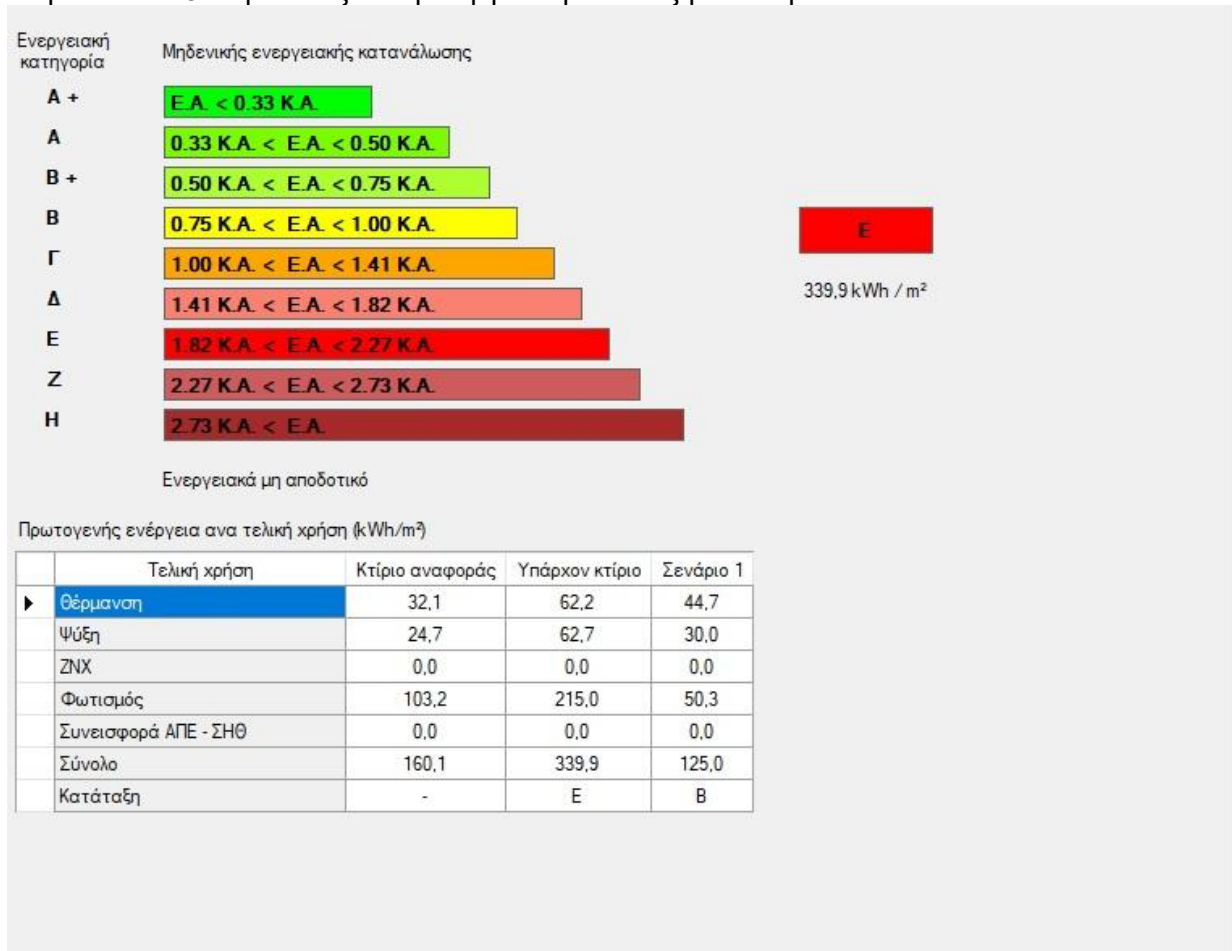 Ενεργειακή
κατηγορία
Μηδενικής ενεργειακής κατανάλωσης
A + E.A. < 0.33 K.A.
A 0.33 K.A. < E.A. < 0.50 K.A.
B + 0.50 K.A. < E.A. < 0.75 K.A.
B 0.75 K.A. < E.A. < 1.00 K.A.
Γ 1.00 K.A. < E.A. < 1.41 K.A.
Δ 1.41 K.A. < E.A. < 1.82 K.A.
E 1.82 K.A. < E.A. < 2.27 K.A.
Z 2.27 K.A. < E.A. < 2.73 K.A.
H 2.73 K.A. < E.A.
E
339,9 kWh / m²
Ενεργειακά μη αποδοτικό
Πρωτογενής ενέργεια ανα τελική χρήση (kWh/m²)
Τελική χρήση Κτίριο αναφοράς Υπάρχον κτίριο Σενάριο 1
Θέρμανση 32,1 62,2 44,7
Ψύξη 24,7 62,7 30,0
ΖΝΧ 0,0 0,0 0,0
Φωτισμός 103,2 215,0 50,3
Συνεισφορά ΑΠΕ - ΣΗΘ 0,0 0,0 0,0
Σύνολο 160,1 339,9 125,0
Κατάταξη - E B